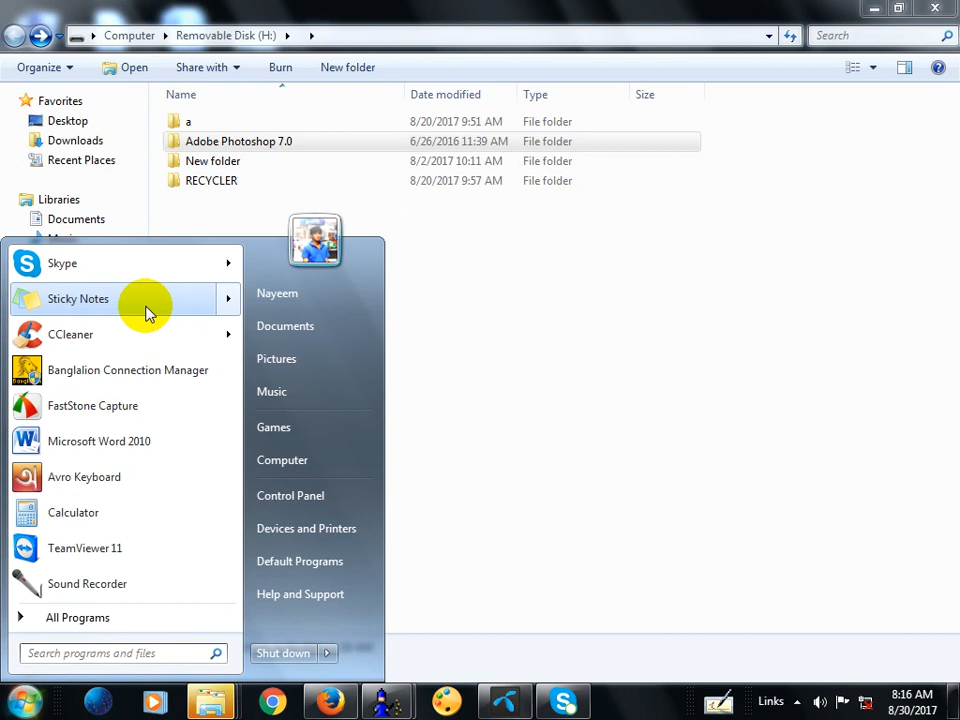 Computer Removable Disk (H:)
Search
Organize Open Share with Burn New folder
Name Date modified Type Size
Favorites
Desktop
Downloads
Recent Places
Libraries
Documents
a 8/20/2017 9:51 AM File folder
Adobe Photoshop 7.0 6/26/2016 11:39 AM File folder
New folder 8/2/2017 10:11 AM File folder
RECYCLER 8/20/2017 9:57 AM File folder
Skype
Sticky Notes
CCleaner
Banglalion Connection Manager
FastStone Capture
Microsoft Word 2010
Avro Keyboard
Calculator
TeamViewer 11
Sound Recorder
All Programs
Search programs and files
Nayeem
Documents
Pictures
Music
Games
Computer
Control Panel
Devices and Printers
Default Programs
Help and Support
Shut down
Links
8:16 AM
8/30/2017